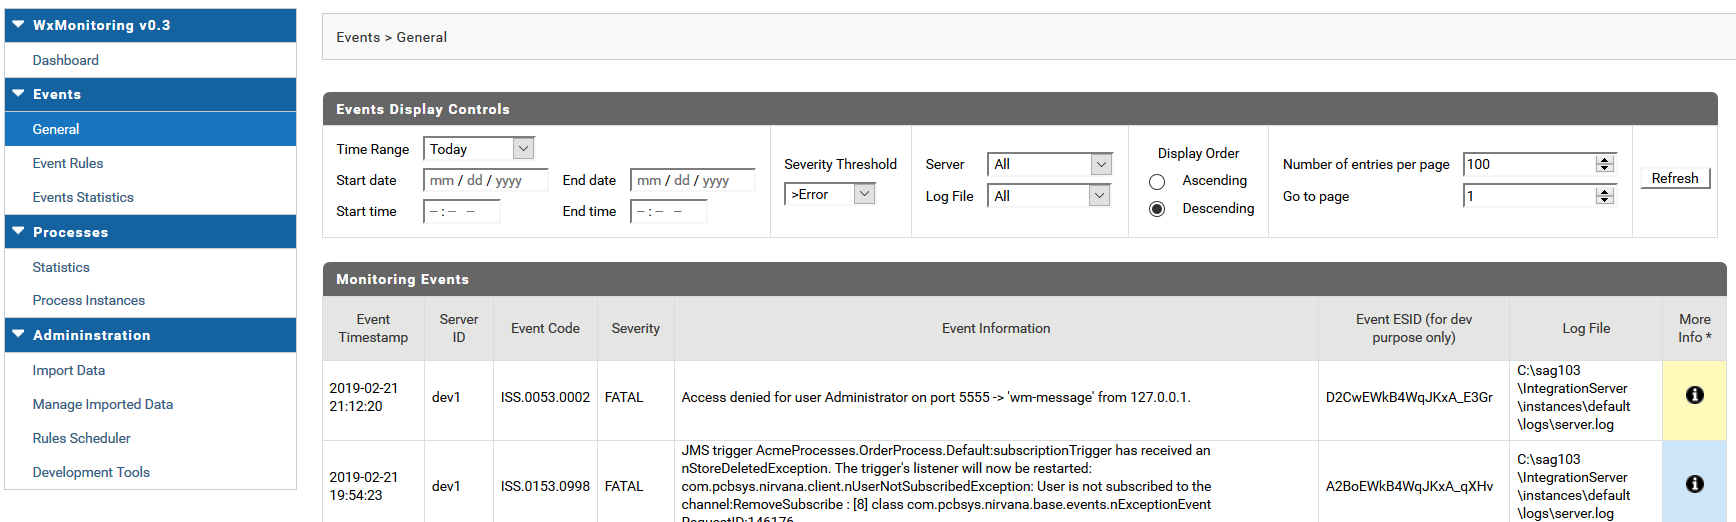 WxMonitoring v0.3
Dashboard
Events
General
Event Rules
Events Statistics
Processes
Statistics
Process Instances
Admininstration
Import Data
Manage Imported Data
Rules Scheduler
Development Tools
Events > General
Events Display Controls
Time Range Today
Start date mm / dd / yyyy End date mm / dd / yyyy
Start time – : – – End time – : – –
Severity Threshold
>Error
Server All
Log File All
Display Order
Ascending
Descending
Number of entries per page 100
Go to page 1
Refresh
Monitoring Events
Event
Timestamp
Server
ID
Event Code
Severity
Event Information
Event ESID (for dev
purpose only)
Log File
More
Info *
2019-02-21
21:12:20
dev1
ISS.0053.0002
FATAL
Access denied for user Administrator on port 5555 -> 'wm-message' from 127.0.0.1.
D2CwEWkB4WqJKxA_E3Gr
C:\sag103
\IntegrationServer
\instances\default
\logs\server.log
2019-02-21
19:54:23
dev1
ISS.0153.0998
FATAL
JMS trigger AcmeProcesses.OrderProcess.Default:subscriptionTrigger has received an
nStoreDeletedException. The trigger's listener will now be restarted:
com.pcbsys.nirvana.client.nUserNotSubscribedException: User is not subscribed to the
channel:RemoveSubscribe : [8] class com.pcbsys.nirvana.base.events.nExceptionEvent
RequestID:146176
A2BoEWkB4WqJKxA_qXHv
C:\sag103
\IntegrationServer
\instances\default
\logs\server.log